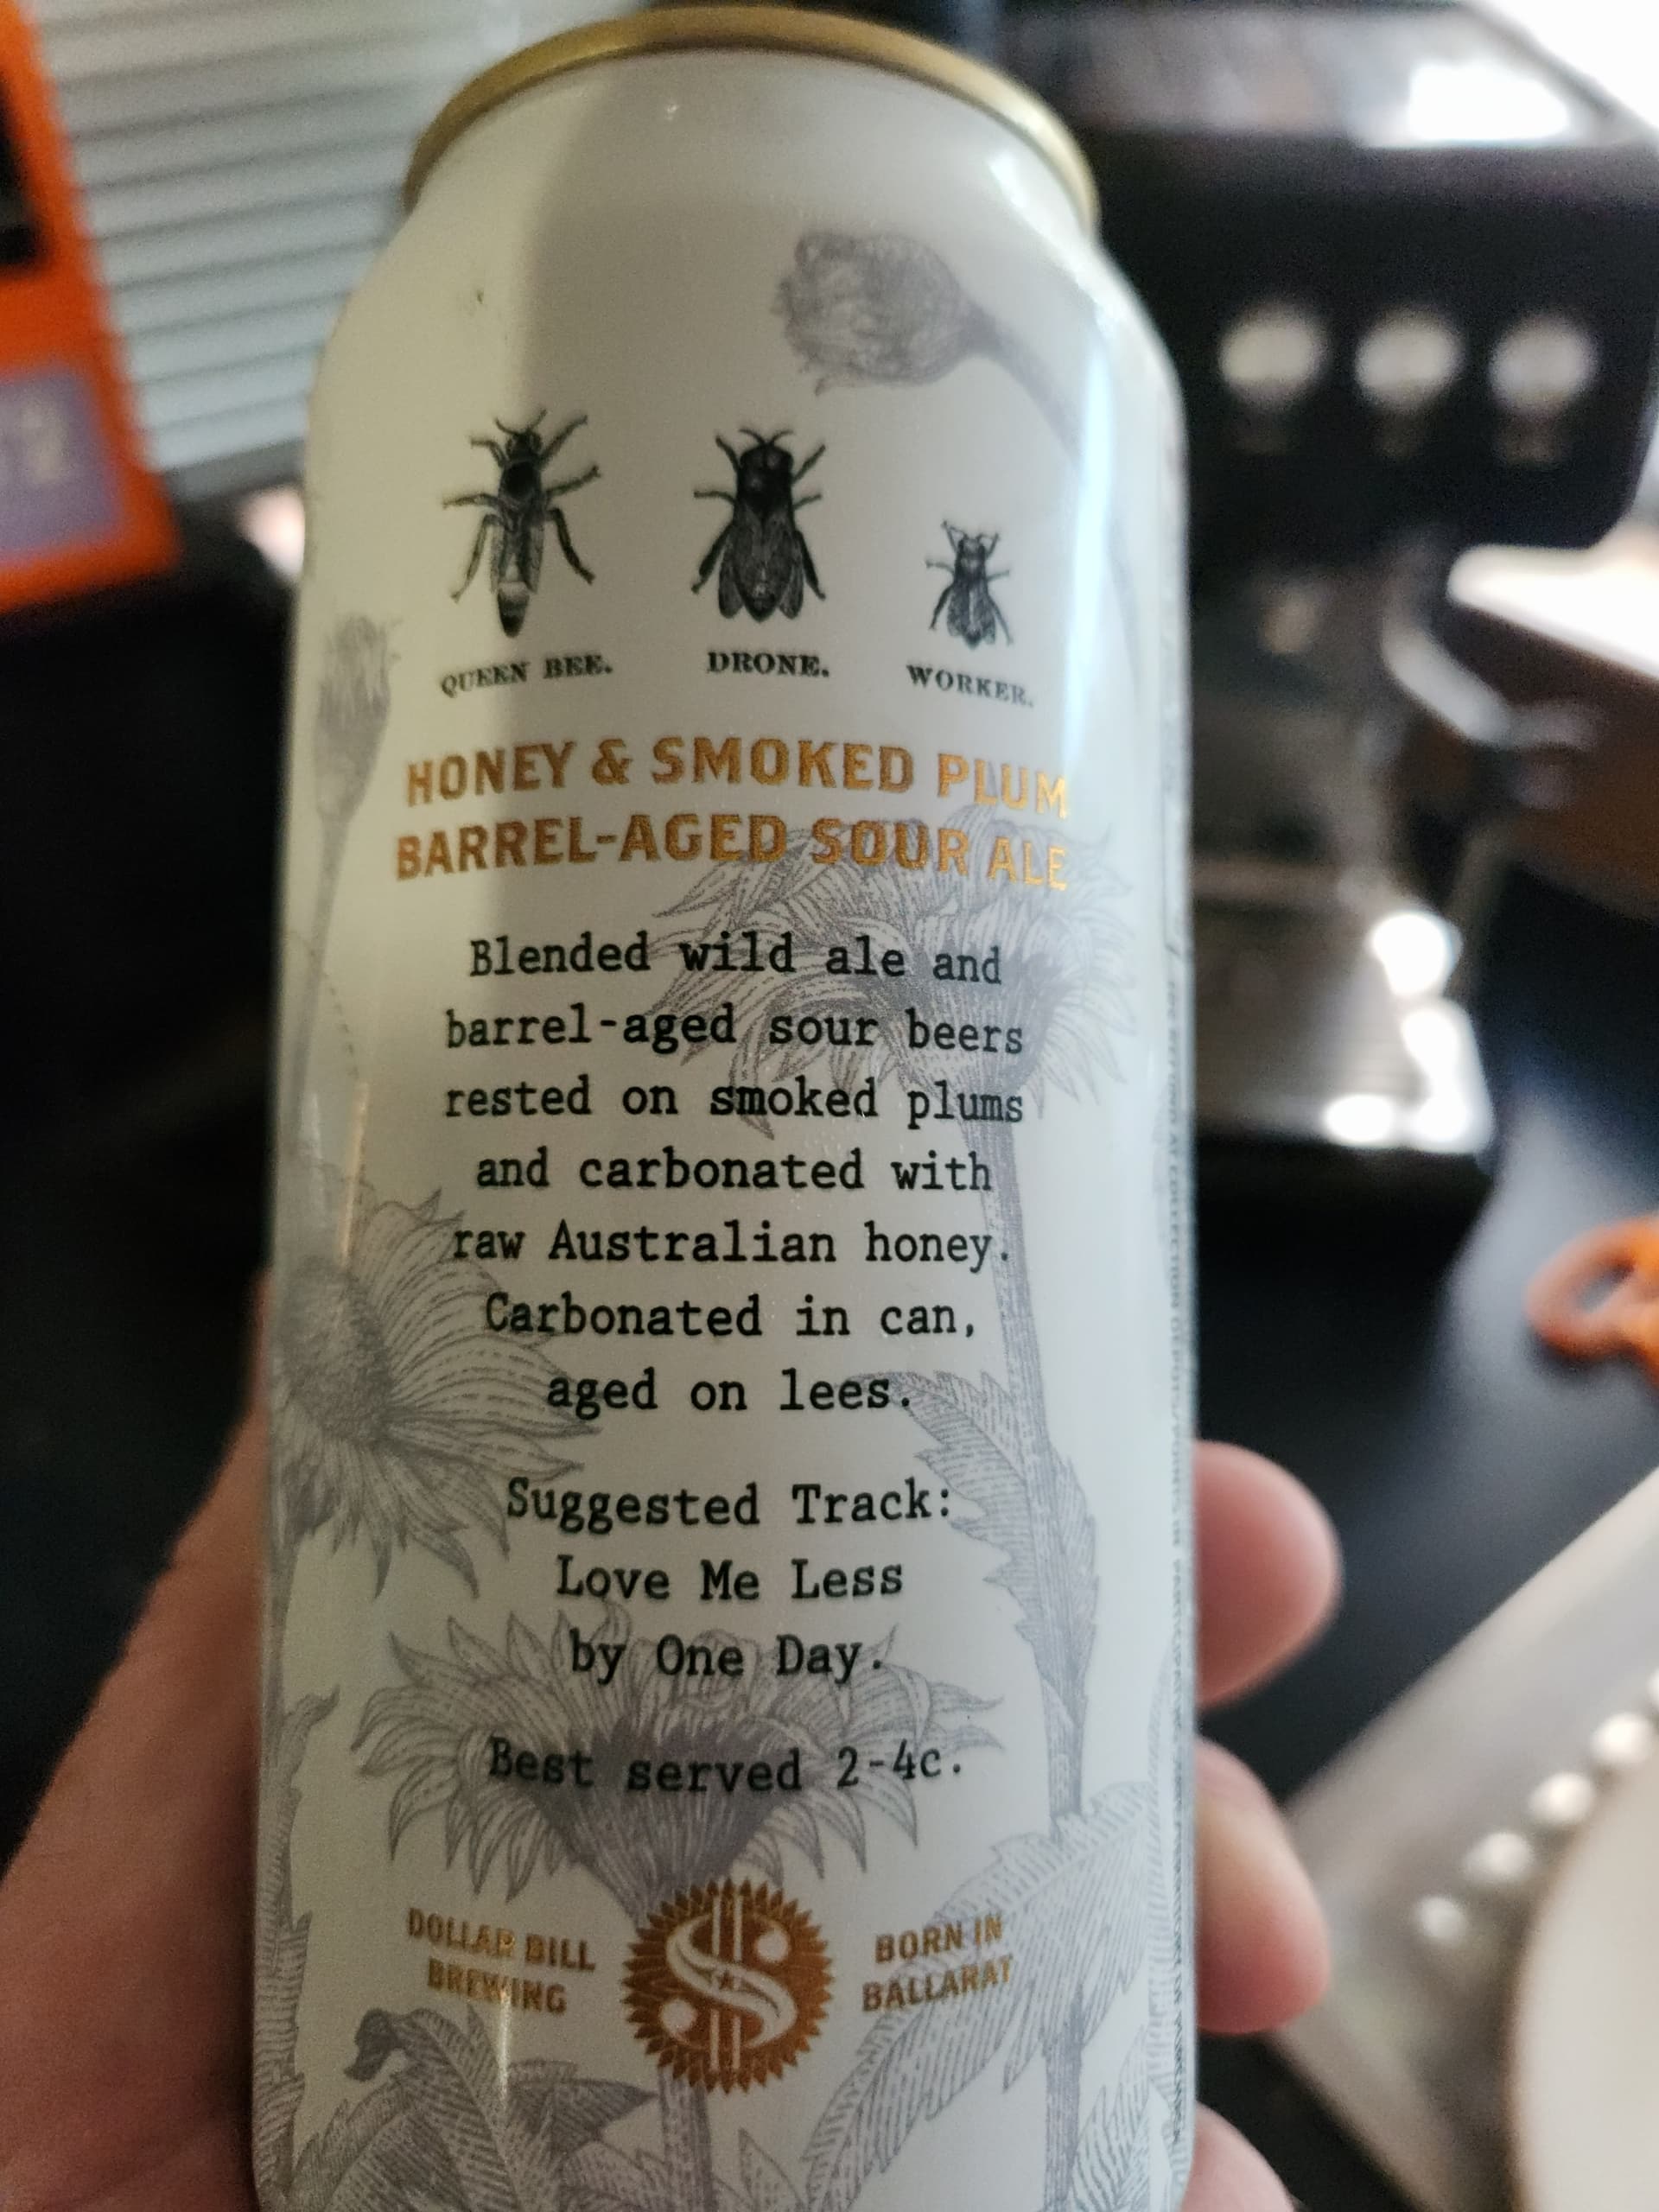 QUEEN BEE.
DRONE.
WORKER.
HONEY & SMOKED PLUM
BARREL-AGED SOUR ALE
Blended wild ale and
barrel-aged sour beers
rested on smoked plums
and carbonated with
raw Australian honey.
Carbonated in can,
aged on lees.
Suggested Track:
Love Me Less
by One Day.
Best served 2-4c.
DOLLAR BILL
BREWING
$
BORN IN
BALLARAT